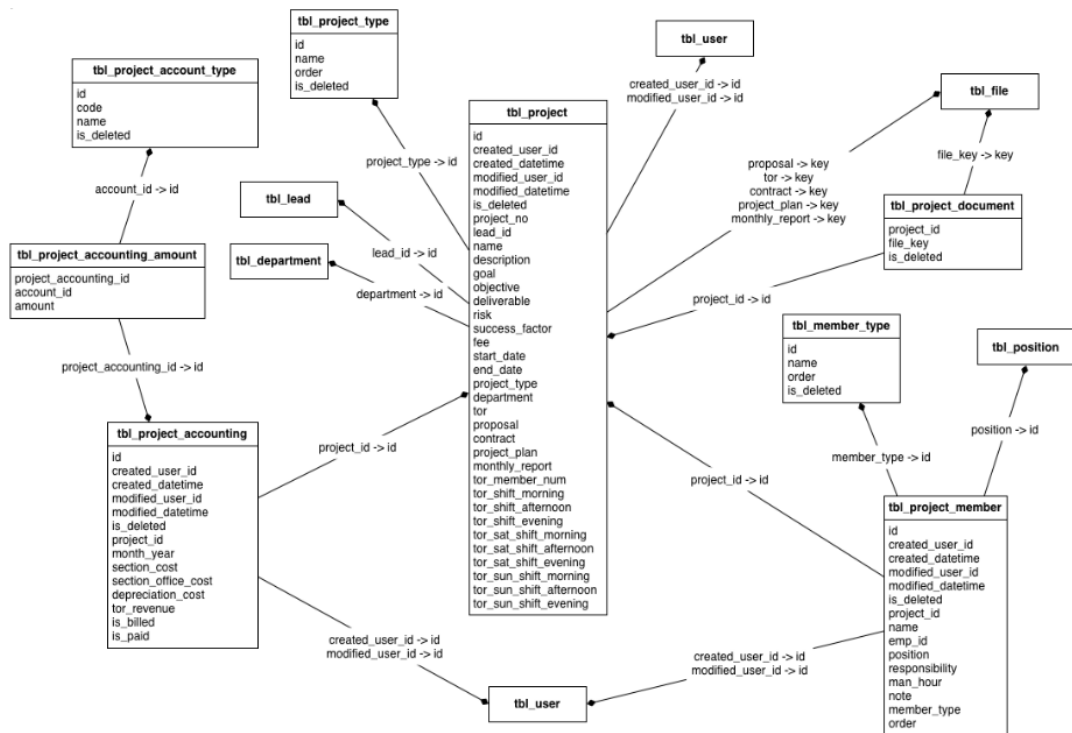 tbl_project_type
id
name
order
is_deleted
tbl_user
tbl_project_account_type
id
code
name
is_deleted
created_user_id -> id
modified_user_id -> id
tbl_file
tbl_project
id
created_user_id
created_datetime
modified_user_id
modified_datetime
is_deleted
project_no
lead_id
name
description
goal
objective
deliverable
risk
success_factor
fee
start_date
end_date
project_type
department
tor
proposal
contract
project_plan
monthly_report
tor_member_num
tor_shift_morning
tor_shift_afternoon
tor_shift_evening
tor_sat_shift_morning
tor_sat_shift_afternoon
tor_sat_shift_evening
tor_sun_shift_morning
tor_sun_shift_afternoon
tor_sun_shift_evening
project_type -> id
proposal -> key
tor -> key
contract -> key
project_plan -> key
monthly_report -> key
file_key -> key
account_id -> id
tbl_lead
tbl_project_document
project_id
file_key
is_deleted
tbl_project_accounting_amount
project_accounting_id
account_id
amount
lead_id -> id
tbl_department
department -> id
project_id -> id
tbl_member_type
id
name
order
is_deleted
tbl_position
project_accounting_id -> id
tbl_project_accounting
id
created_user_id
created_datetime
modified_user_id
modified_datetime
is_deleted
project_id
month_year
section_cost
section_office_cost
depreciation_cost
tor_revenue
is_billed
is_paid
project_id -> id
position -> id
member_type -> id
project_id -> id
tbl_project_member
id
created_user_id
created_datetime
modified_user_id
modified_datetime
is_deleted
project_id
name
emp_id
position
responsibility
man_hour
note
member_type
order
created_user_id -> id
modified_user_id -> id
created_user_id -> id
modified_user_id -> id
tbl_user